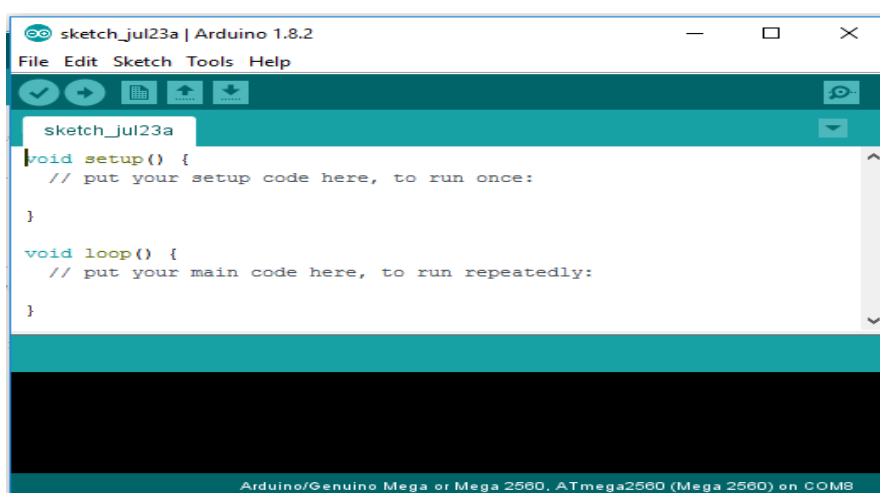 sketch_jul23a | Arduino 1.8.2
File Edit Sketch Tools Help
sketch_jul23a
void setup() {
  // put your setup code here, to run once:
}
void loop() {
  // put your main code here, to run repeatedly:
}
Arduino/Genuino Mega or Mega 2560, ATmega2560 (Mega 2560) on COM8